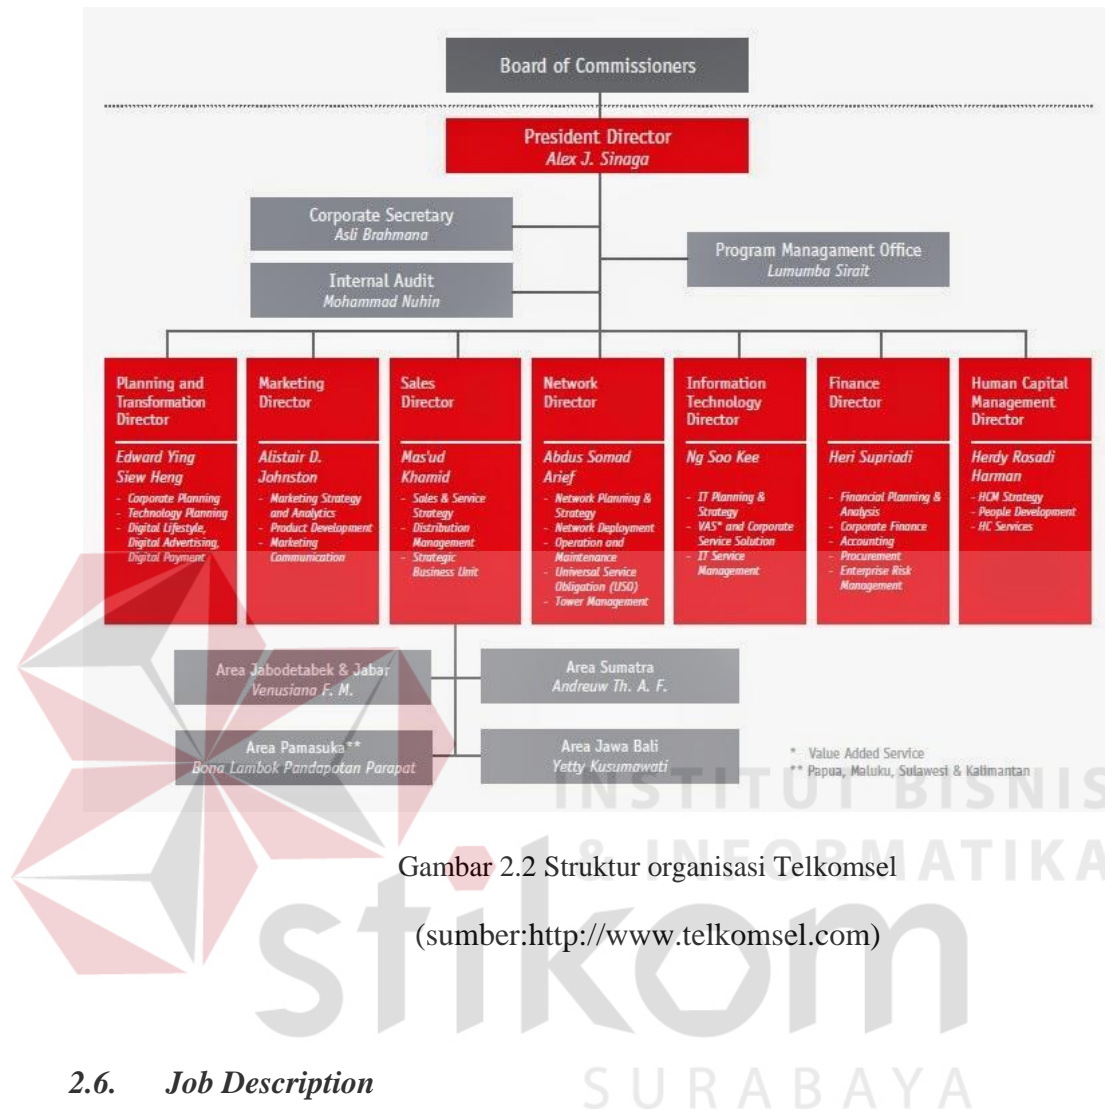 Board of Commissioners
President Director
Alex J. Sinaga
Corporate Secretary
Asli Brahmana
Program Managament Office
Lumumba Sirait
Internal Audit
Mohammad Nuhin
Planning and
Transformation
Director
Edward Ying
Siew Heng
- Corporate Planning
- Technology Planning
- Digital Lifestyle,
Digital Advertising,
Digital Payment
Marketing
Director
Alistair D.
Johnston
- Marketing Strategy
and Analytics
- Product Development
- Marketing
Communication
Sales
Director
Mas'ud
Khamid
- Sales & Service
Strategy
- Distribution
Management
- Strategic
Business Unit
Network
Director
Abdus Somad
Arief
- Network Planning &
Strategy
- Network Deployment
- Operation and
Maintenance
- Universal Service
Obligation (USO)
- Tower Management
Information
Technology
Director
Ng Soo Kee
- IT Planning &
Strategy
- VAS* and Corporate
Service Solution
- IT Service
Management
Finance
Director
Heri Supriadi
- Financial Planning &
Analysis
- Corporate Finance
- Accounting
- Procurement
- Enterprise Risk
Management
Human Capital
Management
Director
Herdy Rosadi
Harman
- HCM Strategy
- People Development
- HC Services
Area Jabodetabek & Jabar
Venusiana F. M.
Area Sumatra
Andreuw Th. A. F.
Area Pamasuka**
Bona Lambok Pandapotan Parapat
Area Jawa Bali
Yetty Kusumawati
* Value Added Service
** Papua, Maluku, Sulawesi & Kalimantan
INSTITUT BISNIS
& INFORMATIKA
Gambar 2.2 Struktur organisasi Telkomsel
(sumber:http://www.telkomsel.com)
stikom
SURABAYA
2.6. Job Description